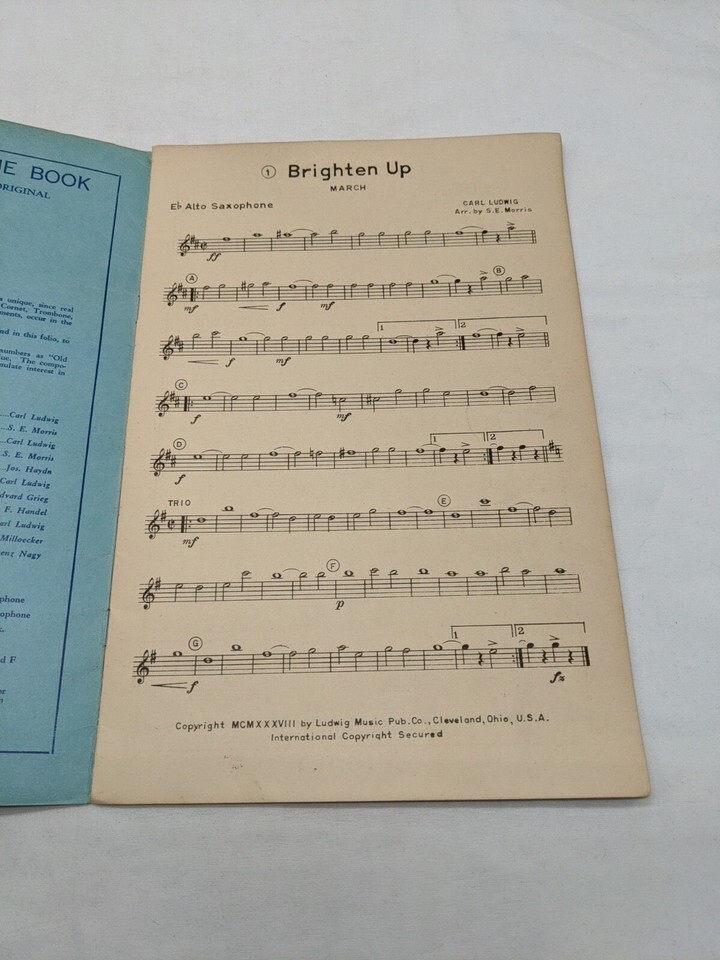 BOOK
ORIGINAL
s unique, since real
Cornet, Trombone,
ments, occur in the
nd in this folio, to
numbers as "Old
ue. The compo-
mulate interest in
Carl Ludwig
S. E. Morris
Carl Ludwig
S. E. Morris
Jos. Haydn
Carl Ludwig
dvard Grieg
F. Handel
arl Ludwig
Milloecker
enz Nagy
phone
ophone
d F
or
① Brighten Up
MARCH
E♭ Alto Saxophone
CARL LUDWIG
Arr. by S.E. Morris
ff
A B
mf f mf
1 2
f mf
C
f mf
D 1 2
f
TRIO E
mf
F
p
G 1 2
f fz
Copyright MCMXXXVIII by Ludwig Music Pub. Co., Cleveland, Ohio, U.S.A.
International Copyright Secured